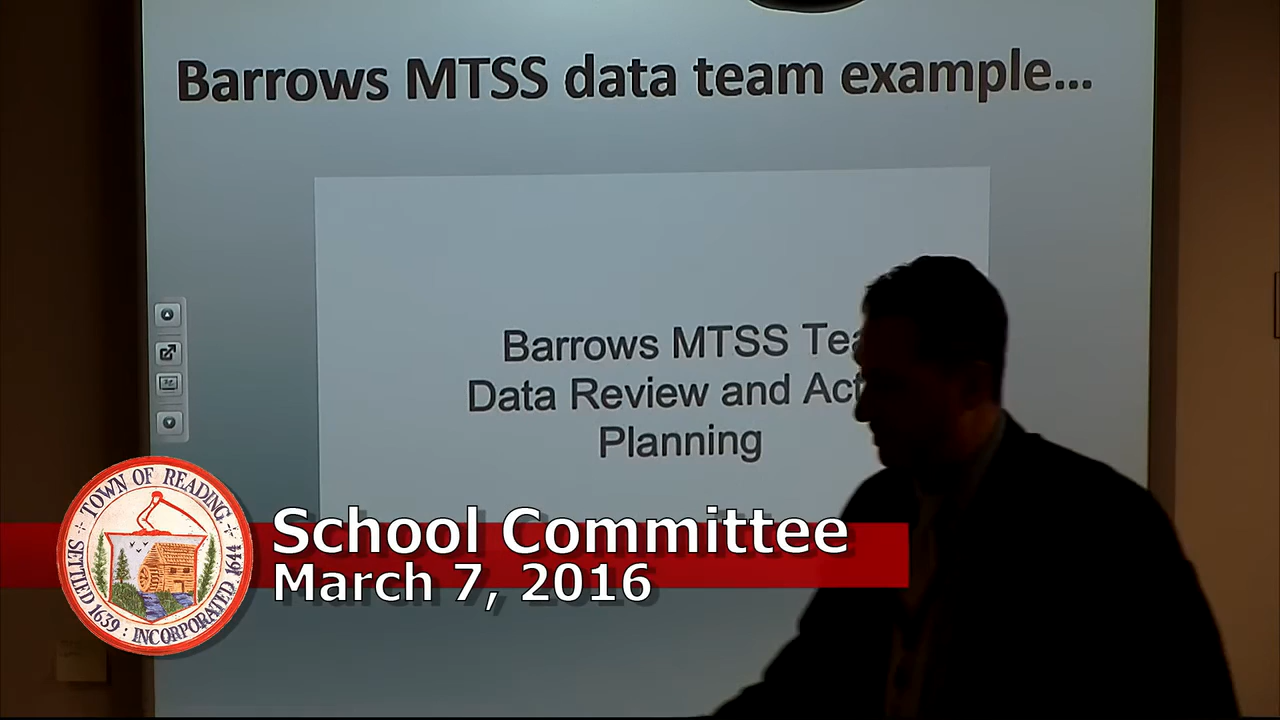 Barrows MTSS data team example...
Barrows MTSS Tea
Data Review and Act
Planning
TOWN OF READING
SETTLED 1639 : INCORPORATED 1644
School Committee
March 7, 2016